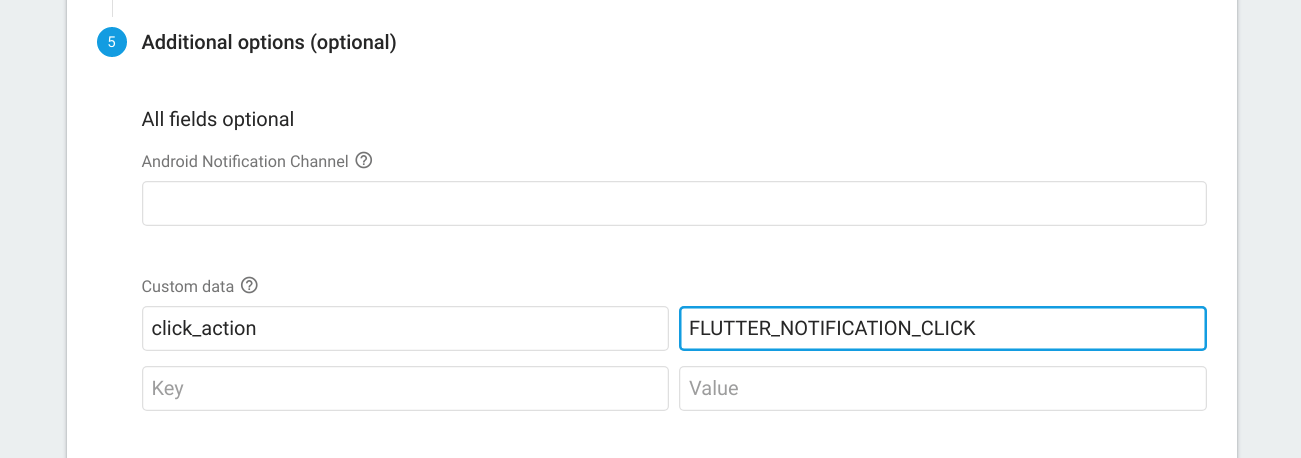 5 Additional options (optional)
All fields optional
Android Notification Channel ?
Custom data ?
click_action FLUTTER_NOTIFICATION_CLICK
Key Value